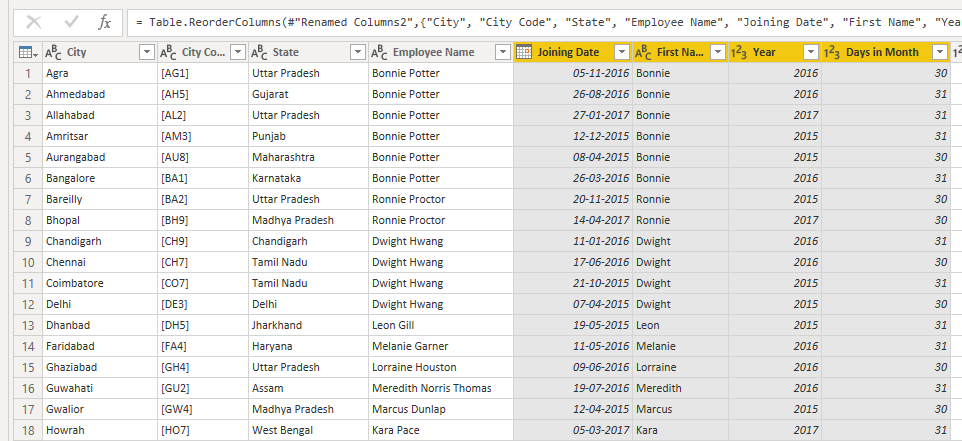 fx = Table.ReorderColumns(#"Renamed Columns2",{"City", "City Code", "State", "Employee Name", "Joining Date", "First Name", "Yea
ABC City ABC City Co... ABC State ABC Employee Name Joining Date ABC First Na... 123 Year 123 Days in Month 12
1 Agra [AG1] Uttar Pradesh Bonnie Potter 05-11-2016 Bonnie 2016 30
2 Ahmedabad [AH5] Gujarat Bonnie Potter 26-08-2016 Bonnie 2016 31
3 Allahabad [AL2] Uttar Pradesh Bonnie Potter 27-01-2017 Bonnie 2017 31
4 Amritsar [AM3] Punjab Bonnie Potter 12-12-2015 Bonnie 2015 31
5 Aurangabad [AU8] Maharashtra Bonnie Potter 08-04-2015 Bonnie 2015 30
6 Bangalore [BA1] Karnataka Bonnie Potter 26-03-2016 Bonnie 2016 31
7 Bareilly [BA2] Uttar Pradesh Ronnie Proctor 20-11-2015 Ronnie 2015 30
8 Bhopal [BH9] Madhya Pradesh Ronnie Proctor 14-04-2017 Ronnie 2017 30
9 Chandigarh [CH9] Chandigarh Dwight Hwang 11-01-2016 Dwight 2016 31
10 Chennai [CH7] Tamil Nadu Dwight Hwang 17-06-2016 Dwight 2016 30
11 Coimbatore [CO7] Tamil Nadu Dwight Hwang 21-10-2015 Dwight 2015 31
12 Delhi [DE3] Delhi Dwight Hwang 07-04-2015 Dwight 2015 30
13 Dhanbad [DH5] Jharkhand Leon Gill 19-05-2015 Leon 2015 31
14 Faridabad [FA4] Haryana Melanie Garner 11-05-2016 Melanie 2016 31
15 Ghaziabad [GH4] Uttar Pradesh Lorraine Houston 09-06-2016 Lorraine 2016 30
16 Guwahati [GU2] Assam Meredith Norris Thomas 19-07-2016 Meredith 2016 31
17 Gwalior [GW4] Madhya Pradesh Marcus Dunlap 12-04-2015 Marcus 2015 30
18 Howrah [HO7] West Bengal Kara Pace 05-03-2017 Kara 2017 31